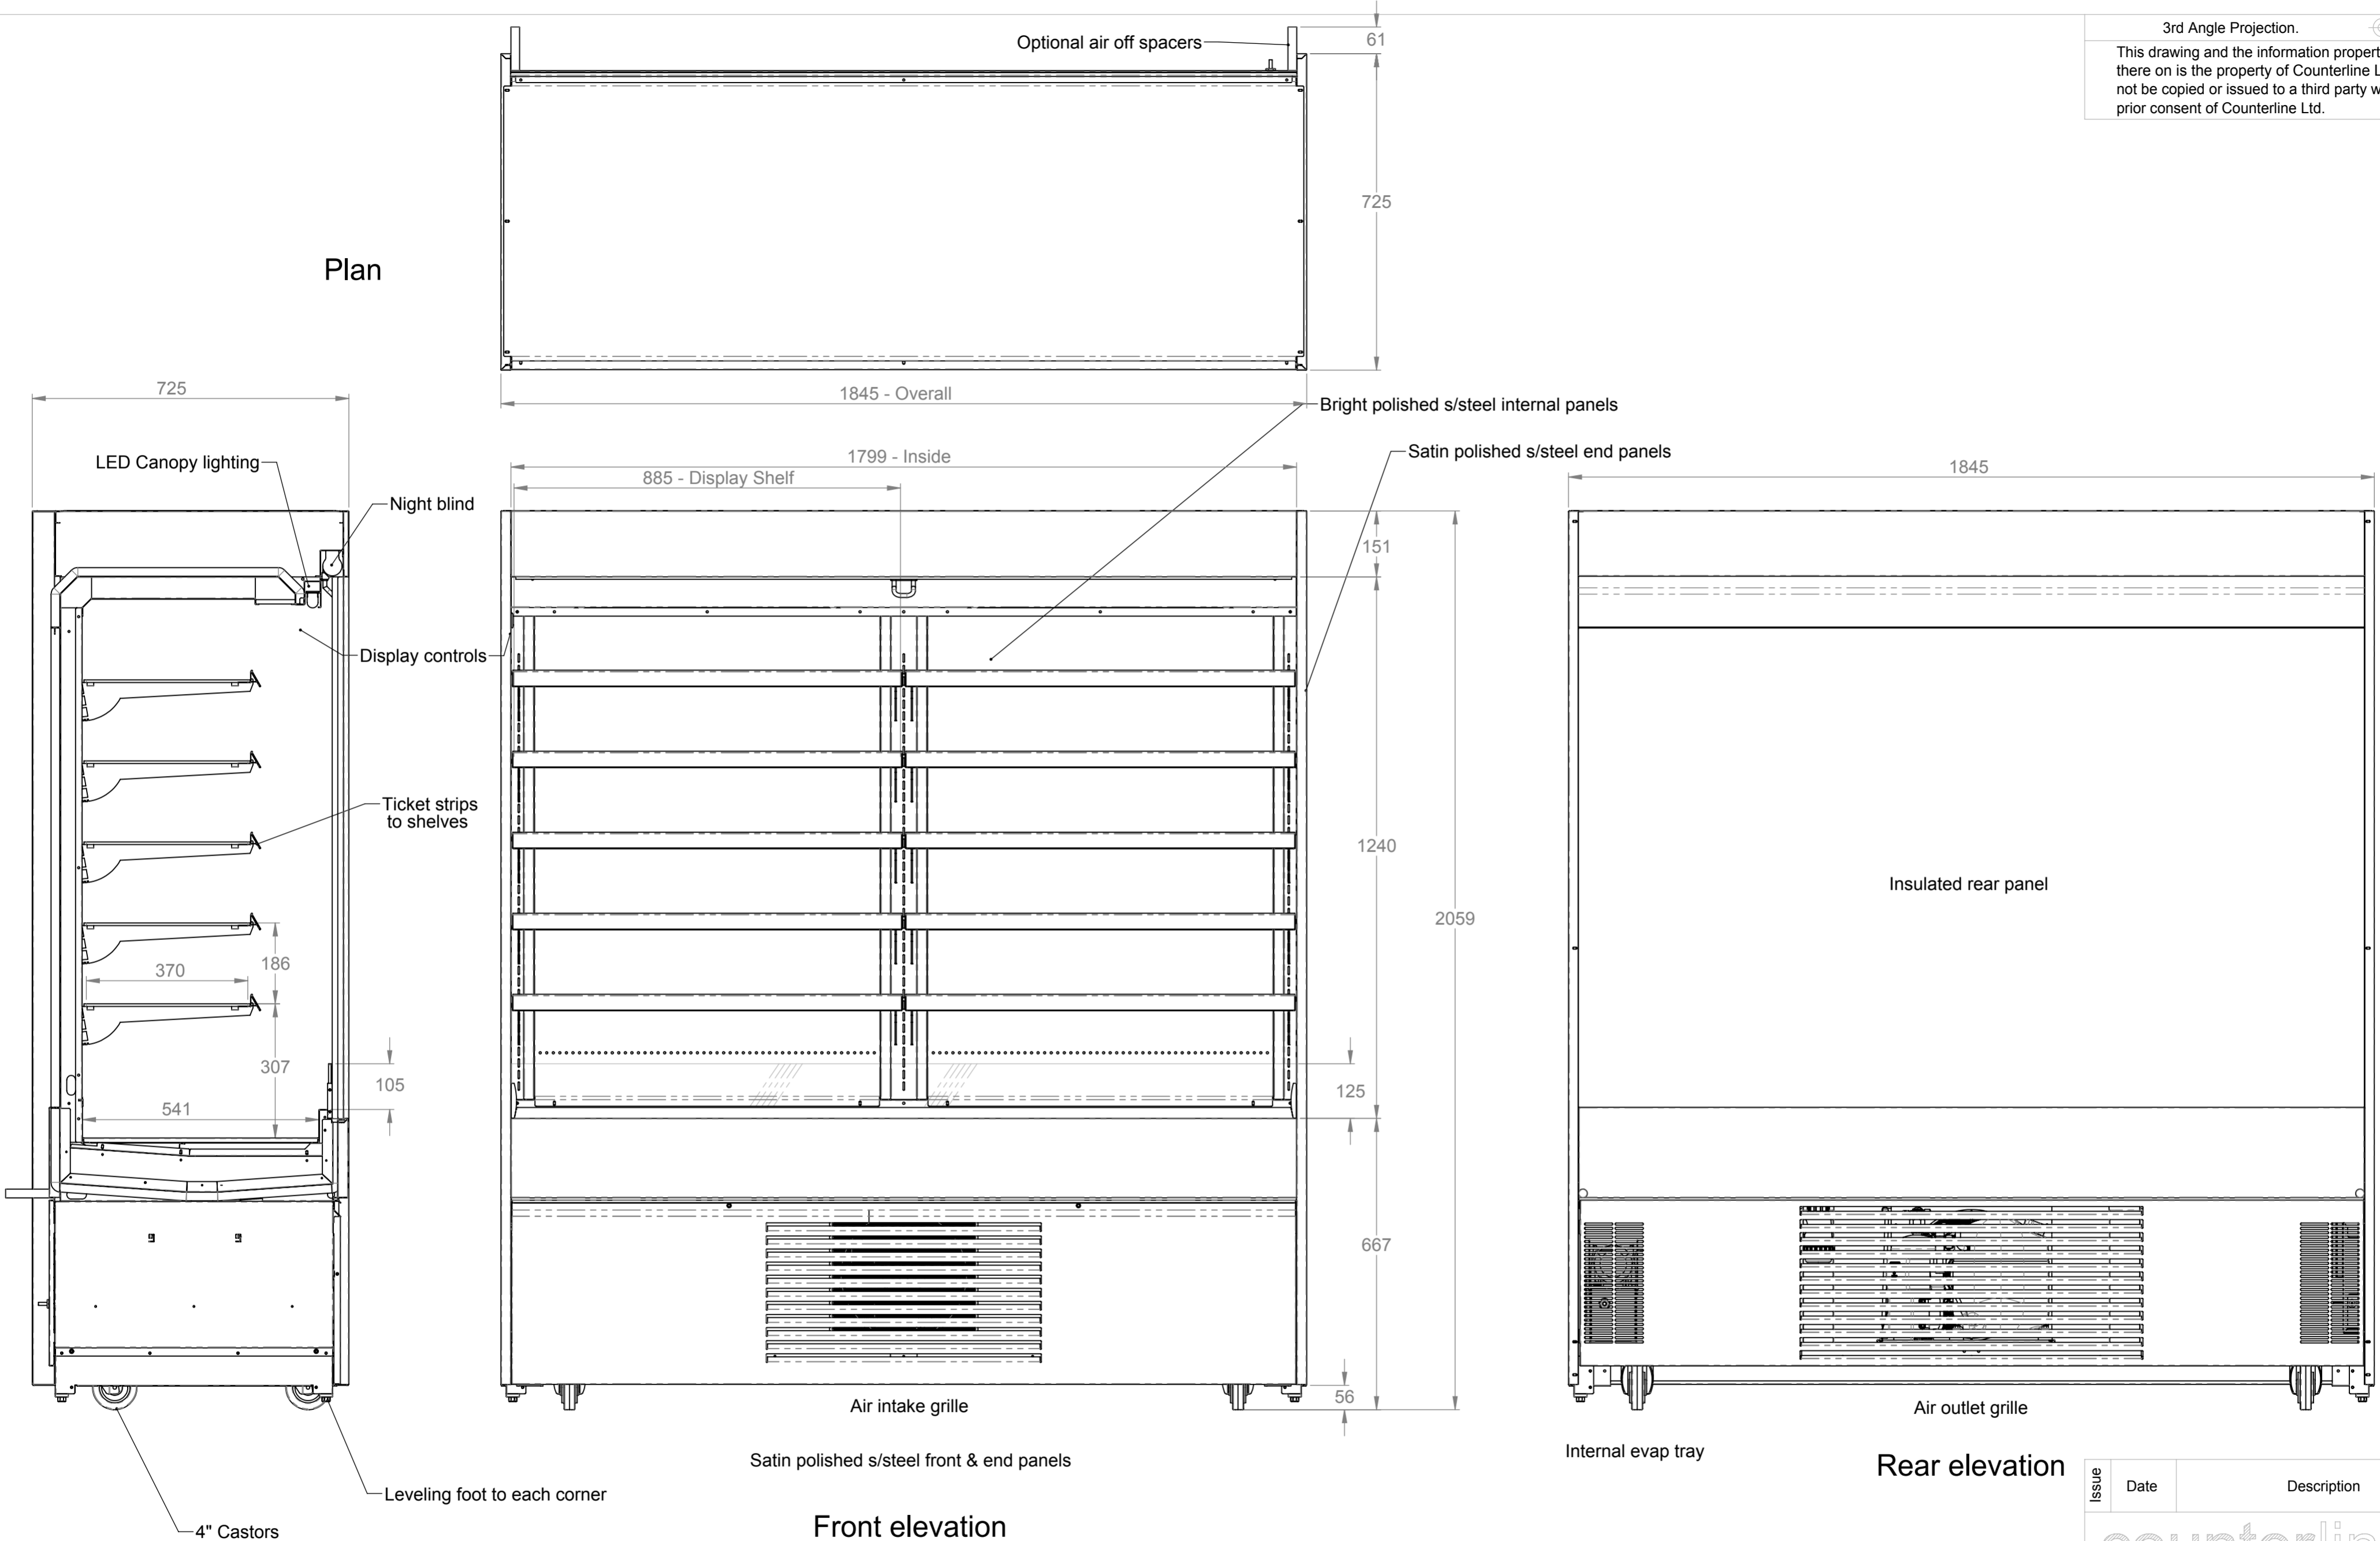 3rd Angle Projection.
This drawing and the information
there on is the property of Counterline
not be copied or issued to a third party
prior consent of Counterline Ltd.
Optional air off spacers
61
725
Plan
1845 - Overall
725
Bright polished s/steel internal panels
LED Canopy lighting
1799 - Inside
Satin polished s/steel end panels
885 - Display Shelf
1845
Night blind
151
Display controls
Ticket strips
to shelves
1240
Insulated rear panel
2059
370
186
307
105
125
541
667
56
Air intake grille
Air outlet grille
Satin polished s/steel front & end panels
Internal evap tray
Rear elevation
Leveling foot to each corner
4" Castors
Front elevation
Issue
Date
Description